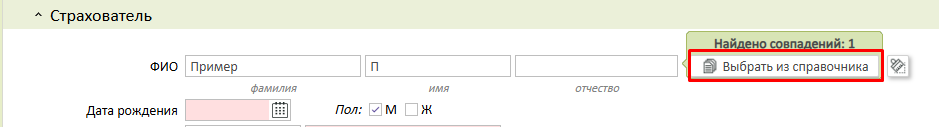 Страхователь
Найдено совпадений: 1
ФИО Пример П Выбрать из справочника
фамилия имя отчество
Дата рождения Пол: М Ж